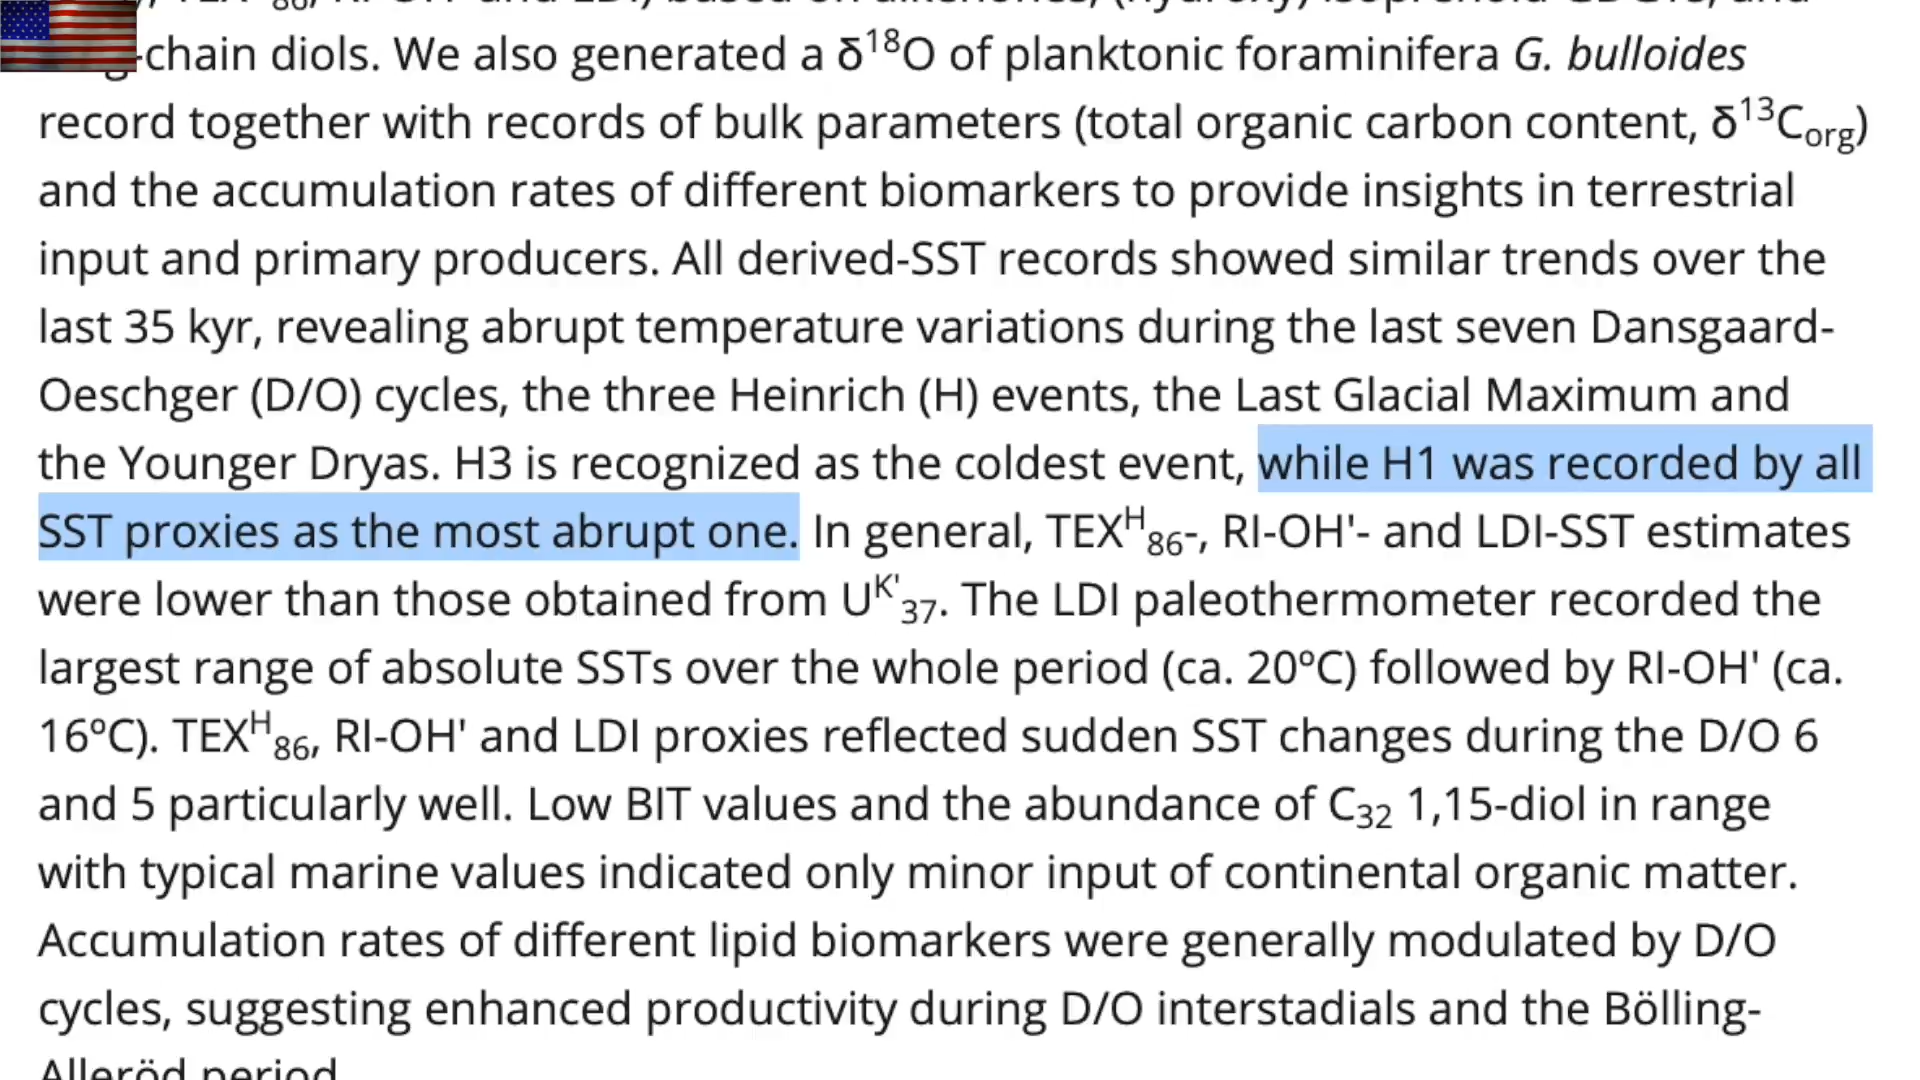 -chain diols. We also generated a δ¹⁸O of planktonic foraminifera G. bulloides
record together with records of bulk parameters (total organic carbon content, δ¹³Corg)
and the accumulation rates of different biomarkers to provide insights in terrestrial
input and primary producers. All derived-SST records showed similar trends over the
last 35 kyr, revealing abrupt temperature variations during the last seven Dansgaard-
Oeschger (D/O) cycles, the three Heinrich (H) events, the Last Glacial Maximum and
the Younger Dryas. H3 is recognized as the coldest event, while H1 was recorded by all
SST proxies as the most abrupt one. In general, TEXᴴ₈₆-, RI-OH'- and LDI-SST estimates
were lower than those obtained from Uᴷ'₃₇. The LDI paleothermometer recorded the
largest range of absolute SSTs over the whole period (ca. 20ºC) followed by RI-OH' (ca.
16ºC). TEXᴴ₈₆, RI-OH' and LDI proxies reflected sudden SST changes during the D/O 6
and 5 particularly well. Low BIT values and the abundance of C₃₂ 1,15-diol in range
with typical marine values indicated only minor input of continental organic matter.
Accumulation rates of different lipid biomarkers were generally modulated by D/O
cycles, suggesting enhanced productivity during D/O interstadials and the Bölling-
Alleröd period.